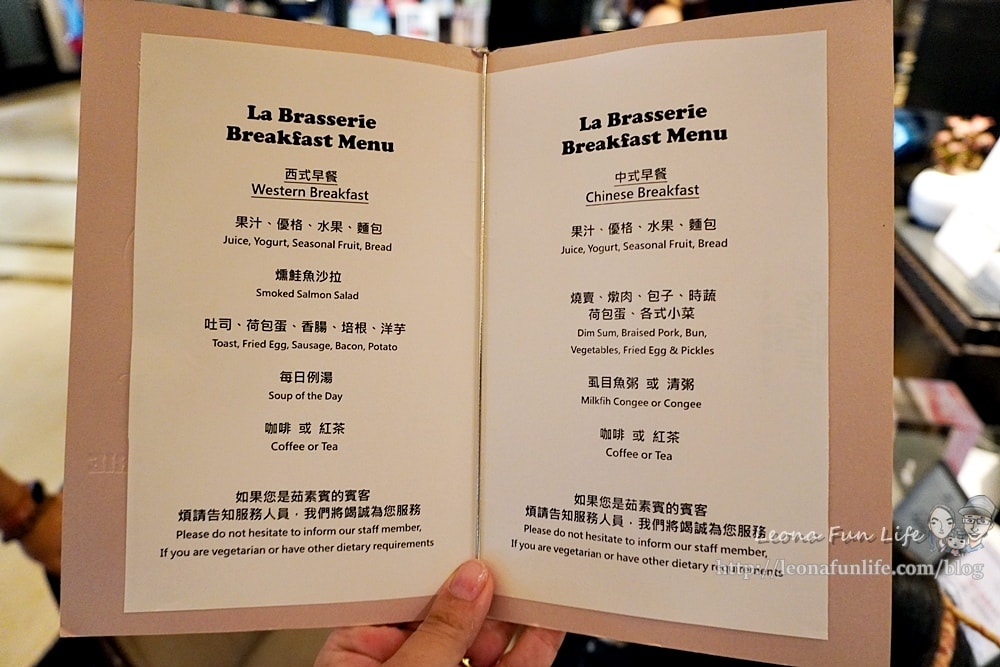 La Brasserie
Breakfast Menu
西式早餐
Western Breakfast
果汁、優格、水果、麵包
Juice, Yogurt, Seasonal Fruit, Bread
燻鮭魚沙拉
Smoked Salmon Salad
吐司、荷包蛋、香腸、培根、洋芋
Toast, Fried Egg, Sausage, Bacon, Potato
每日例湯
Soup of the Day
咖啡 或 紅茶
Coffee or Tea
如果您是茹素賓的賓客
煩請告知服務人員，我們將竭誠為您服務
Please do not hesitate to inform our staff member,
If you are vegetarian or have other dietary requirements
La Brasserie
Breakfast Menu
中式早餐
Chinese Breakfast
果汁、優格、水果、麵包
Juice, Yogurt, Seasonal Fruit, Bread
燒賣、燉肉、包子、時蔬
荷包蛋、各式小菜
Dim Sum, Braised Pork, Bun,
Vegetables, Fried Egg & Pickles
虱目魚粥 或 清粥
Milkfih Congee or Congee
咖啡 或 紅茶
Coffee or Tea
如果您是茹素賓的賓客
煩請告知服務人員，我們將竭誠為您服務
Please do not hesitate to inform our staff member,
If you are vegetarian or have other dietary requirements
Leona Fun Life
http://leonafunlife.com/blog